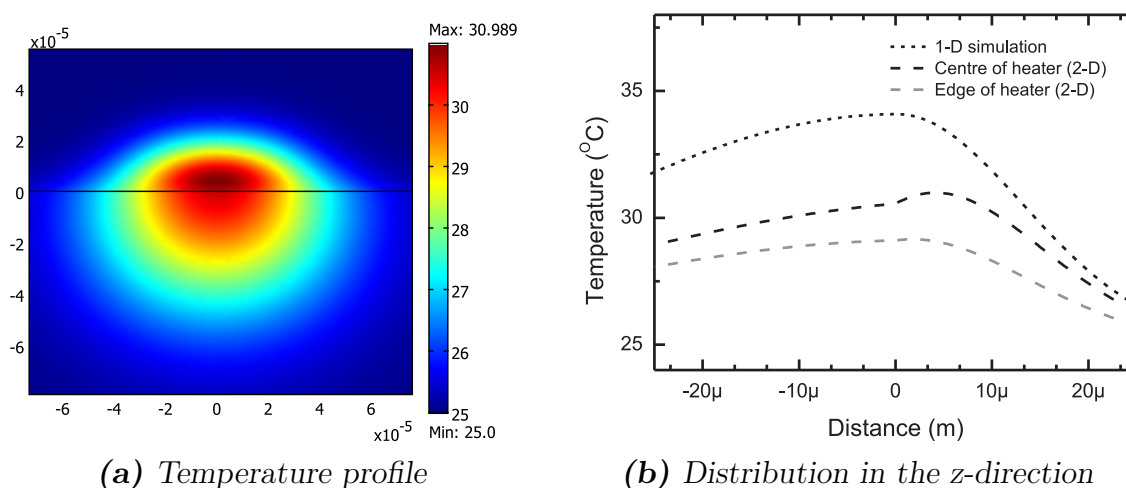 Max: 30.989
x10⁻⁵
4
2
0
-2
-4
-6
-6 -4 -2 0 2 4 6
x10⁻⁵
30
29
28
27
26
25
Min: 25.0
(a) Temperature profile
1-D simulation
Centre of heater (2-D)
Edge of heater (2-D)
Temperature (°C)
35
30
25
-20µ -10µ 0 10µ 20µ
Distance (m)
(b) Distribution in the z-direction